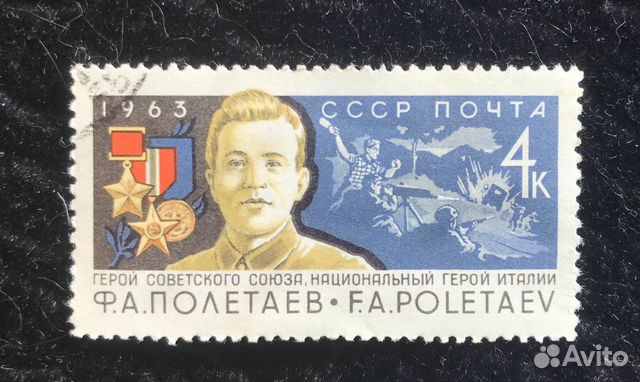 1963 СССР ПОЧТА
4К
ГЕРОЙ СОВЕТСКОГО СОЮЗА, НАЦИОНАЛЬНЫЙ ГЕРОЙ ИТАЛИИ
Ф.А.ПОЛЕТАЕВ • F.A.POLETAEV
Avito